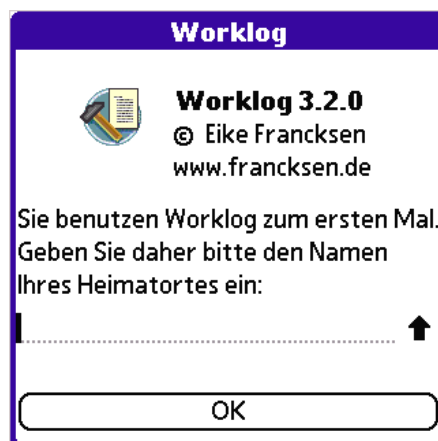 Worklog
Worklog 3.2.0
© Eike Francksen
www.francksen.de
Sie benutzen Worklog zum ersten Mal.
Geben Sie daher bitte den Namen
Ihres Heimatortes ein:
OK